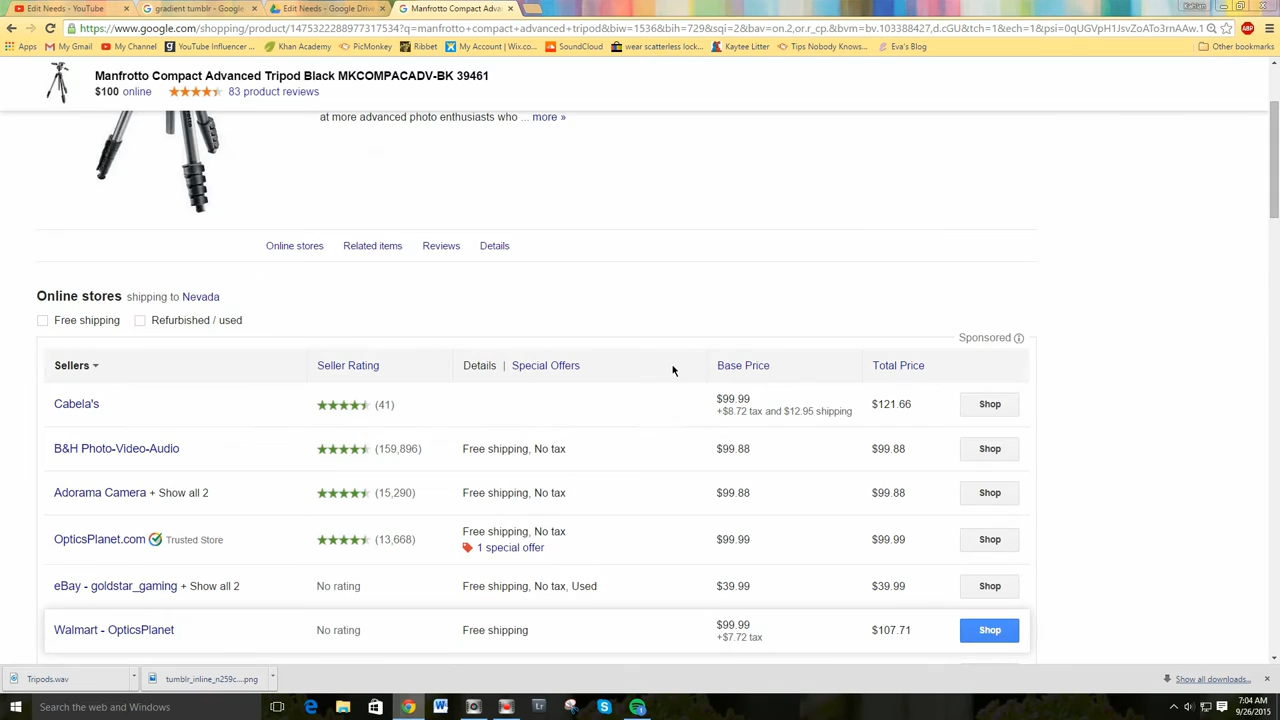 Edit Needs - YouTube
gradient tumblr - Google
Edit Needs - Google Drive
Manfrotto Compact Adva
https://www.google.com/shopping/product/14753222889773175 34?q=manfrotto+compact+advanced+tripod&biw=1536&bih=729&sqi=2&bav=on.2,or.r_cp.&bvm=bv.103388427,d.cGU&tch=1&ech=1&psi=0qUGVpH1JsvZoATo3rnAAw.1
Apps
My Gmail
My Channel
YouTube Influencer ...
Khan Academy
PicMonkey
Ribbet
My Account | Wix.co...
SoundCloud
wear scatterless lok...
Kaytee Litter
Tips Nobody Knows...
Eva's Blog
Other bookmarks
Manfrotto Compact Advanced Tripod Black MKCOMPACADV-BK 39461
$100 online 83 product reviews
at more advanced photo enthusiasts who ... more »
Online stores Related items Reviews Details
Online stores shipping to Nevada
Free shipping Refurbished / used
Sponsored
Sellers Seller Rating Details | Special Offers Base Price Total Price
Cabela's (41) $99.99 +$8.72 tax and $12.95 shipping $121.66 Shop
B&H Photo-Video-Audio (159,896) Free shipping, No tax $99.88 $99.88 Shop
Adorama Camera + Show all 2 (15,290) Free shipping, No tax $99.88 $99.88 Shop
OpticsPlanet.com Trusted Store (13,668) Free shipping, No tax 1 special offer $99.99 $99.99 Shop
eBay - goldstar_gaming + Show all 2 No rating Free shipping, No tax, Used $39.99 $39.99 Shop
Walmart - OpticsPlanet No rating Free shipping $99.99 +$7.72 tax $107.71 Shop
Tripods.wav
tumblr_inline_n259c....png
Show all downloads...
Search the web and Windows
7:04 AM
9/26/2015